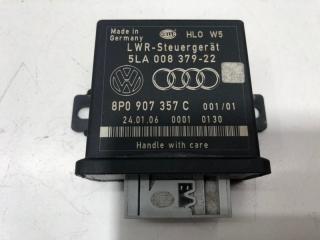 Made in
Germany
HLO W5
LWR-Steuergerät
5LA 008 379-22
8P0 907 357 C 001/01
24.01.06 0001 0130
Handle with care